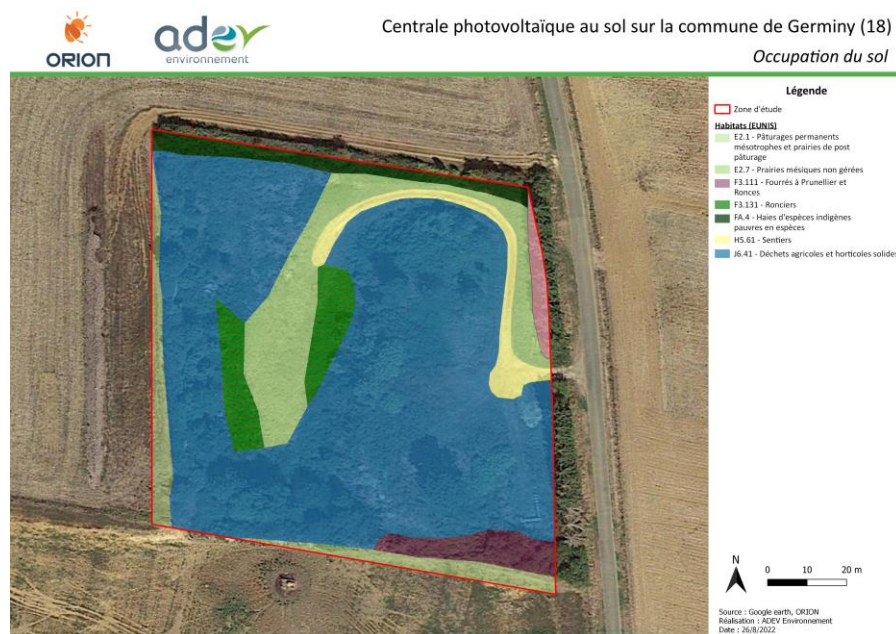 Centrale photovoltaïque au sol sur la commune de Germiny (18)
ORION
adev
environnement
Occupation du sol
Légende
Zone d'étude
Habitats (EUNIS)
E2.1 - Pâturages permanents
mésotrophes et prairies de post
pâturage
E2.7 - Prairies mésiques non gérées
F3.111 - Fourrés à Prunellier et
Ronces
F3.131 - Ronciers
FA.4 - Haies d'espèces indigènes
pauvres en espèces
H5.61 - Sentiers
J6.41 - Déchets agricoles et horticoles solides
N
0 10 20 m
Source : Google earth, ORION
Réalisation : ADEV Environnement
Date : 26/8/2022